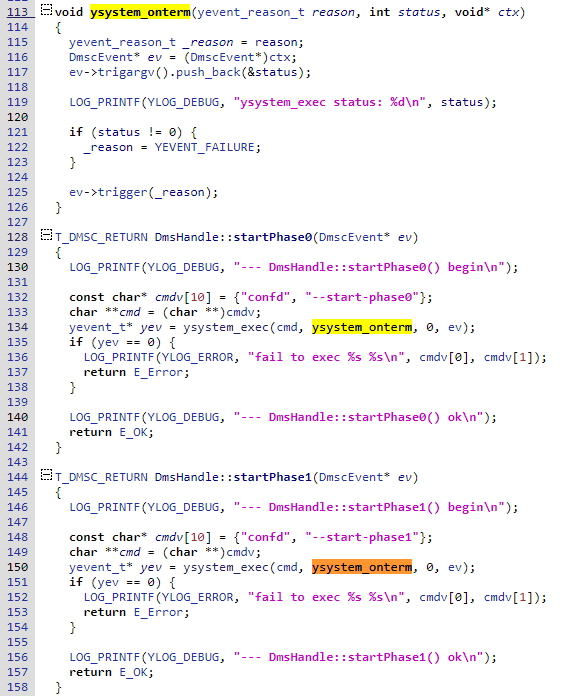 113 void ysystem_onterm(yevent_reason_t reason, int status, void* ctx)
114 {
115   yevent_reason_t _reason = reason;
116   DmscEvent* ev = (DmscEvent*)ctx;
117   ev->trigargv().push_back(&status);
118
119   LOG_PRINTF(YLOG_DEBUG, "ysystem_exec status: %d\n", status);
120
121   if (status != 0) {
122     _reason = YEVENT_FAILURE;
123   }
124
125   ev->trigger(_reason);
126 }
127
128 T_DMSC_RETURN DmsHandle::startPhase0(DmscEvent* ev)
129 {
130   LOG_PRINTF(YLOG_DEBUG, "--- DmsHandle::startPhase0() begin\n");
131
132   const char* cmdv[10] = {"confd", "--start-phase0"};
133   char **cmd = (char **)cmdv;
134   yevent_t* yev = ysystem_exec(cmd, ysystem_onterm, 0, ev);
135   if (yev == 0) {
136     LOG_PRINTF(YLOG_ERROR, "fail to exec %s %s\n", cmdv[0], cmdv[1]);
137     return E_Error;
138   }
139
140   LOG_PRINTF(YLOG_DEBUG, "--- DmsHandle::startPhase0() ok\n");
141   return E_OK;
142 }
143
144 T_DMSC_RETURN DmsHandle::startPhase1(DmscEvent* ev)
145 {
146   LOG_PRINTF(YLOG_DEBUG, "--- DmsHandle::startPhase1() begin\n");
147
148   const char* cmdv[10] = {"confd", "--start-phase1"};
149   char **cmd = (char **)cmdv;
150   yevent_t* yev = ysystem_exec(cmd, ysystem_onterm, 0, ev);
151   if (yev == 0) {
152     LOG_PRINTF(YLOG_ERROR, "fail to exec %s %s\n", cmdv[0], cmdv[1]);
153     return E_Error;
154   }
155
156   LOG_PRINTF(YLOG_DEBUG, "--- DmsHandle::startPhase1() ok\n");
157   return E_OK;
158 }